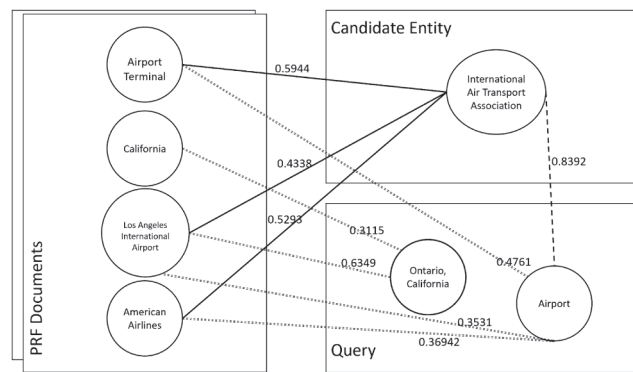 PRF Documents
Airport
Terminal
California
Los Angeles
International
Airport
American
Airlines
0.5944
0.4338
0.5293
0.3115
0.6349
0.3531
0.36942
0.4761
0.8392
Candidate Entity
International
Air Transport
Association
Ontario,
California
Airport
Query